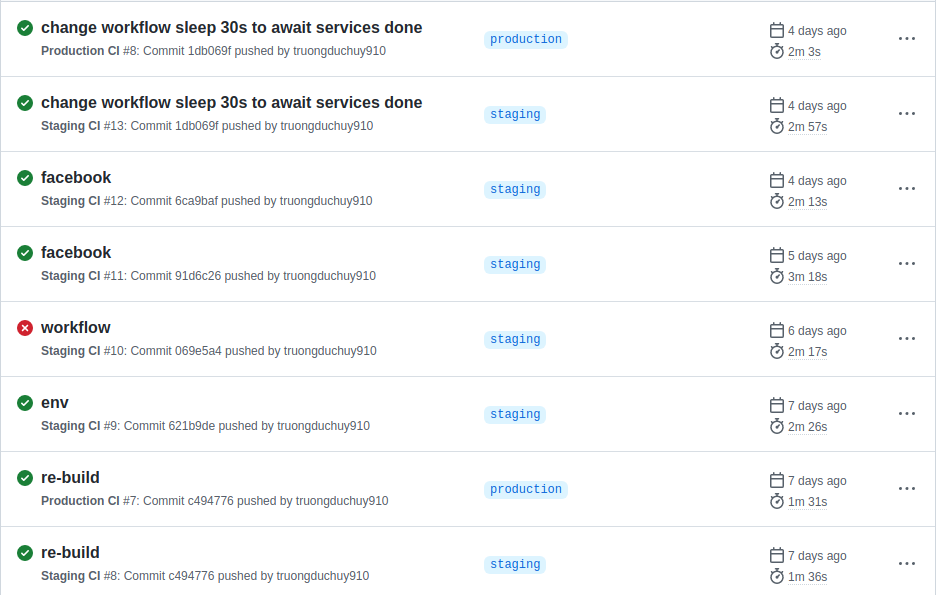 change workflow sleep 30s to await services done
Production CI #8: Commit 1db069f pushed by truongduchuy910
production
4 days ago
2m 3s
change workflow sleep 30s to await services done
Staging CI #13: Commit 1db069f pushed by truongduchuy910
staging
4 days ago
2m 57s
facebook
Staging CI #12: Commit 6ca9baf pushed by truongduchuy910
staging
4 days ago
2m 13s
facebook
Staging CI #11: Commit 91d6c26 pushed by truongduchuy910
staging
5 days ago
3m 18s
workflow
Staging CI #10: Commit 069e5a4 pushed by truongduchuy910
staging
6 days ago
2m 17s
env
Staging CI #9: Commit 621b9de pushed by truongduchuy910
staging
7 days ago
2m 26s
re-build
Production CI #7: Commit c494776 pushed by truongduchuy910
production
7 days ago
1m 31s
re-build
Staging CI #8: Commit c494776 pushed by truongduchuy910
staging
7 days ago
1m 36s